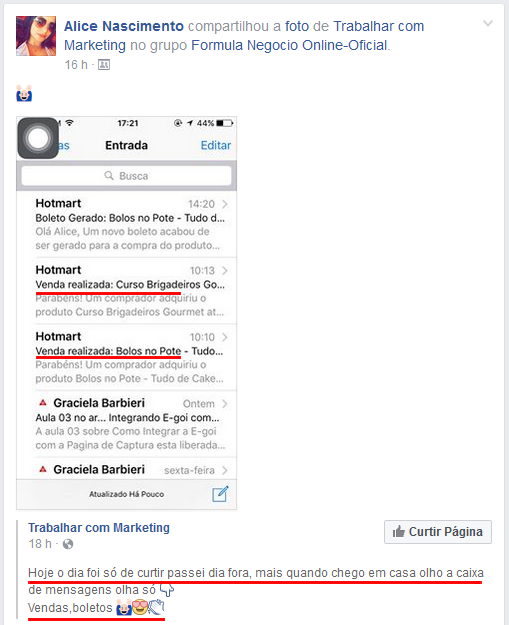 Alice Nascimento compartilhou a foto de Trabalhar com
Marketing no grupo Formula Negocio Online-Oficial.
16 h ·
17:21
44%
Entrada
Editar
Busca
Hotmart 14:20
Boleto Gerado: Bolos no Pote - Tudo d...
Olá Alice, Um novo boleto acabou de
ser gerado para a compra do produto...
Hotmart 10:13
Venda realizada: Curso Brigadeiros Go...
Parabéns! Um comprador adquiriu o
produto Curso Brigadeiros Gourmet at...
Hotmart 10:10
Venda realizada: Bolos no Pote - Tudo...
Parabéns! Um comprador adquiriu o
produto Bolos no Pote - Tudo de Cake...
Graciela Barbieri Ontem
Aula 03 no ar... Integrando E-goi com...
A aula 03 sobre Como Integrar a E-goi
com a Pagina de Captura esta liberada...
Graciela Barbieri sexta-feira
Atualizado Há Pouco
Trabalhar com Marketing
18 h ·
Curtir Página
Hoje o dia foi só de curtir passei dia fora, mais quando chego em casa olho a caixa
de mensagens olha só
Vendas,boletos